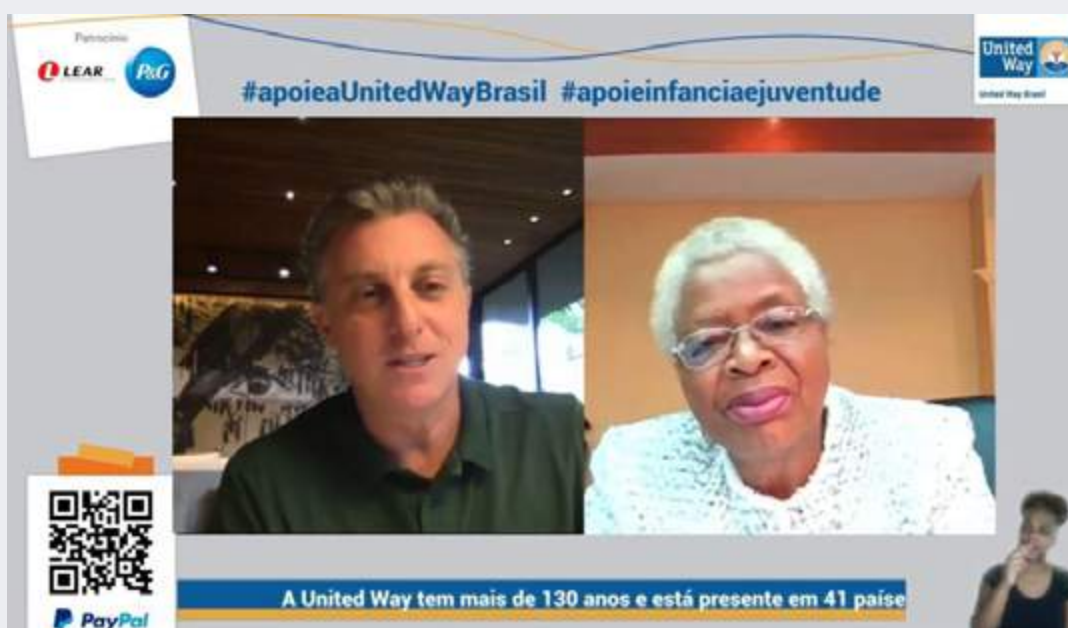 Patrocínio
LEAR
P&G
United
Way
United Way Brasil
#apoieaUnitedWayBrasil #apoieinfanciaejuventude
PayPal
A United Way tem mais de 130 anos e está presente em 41 paíse